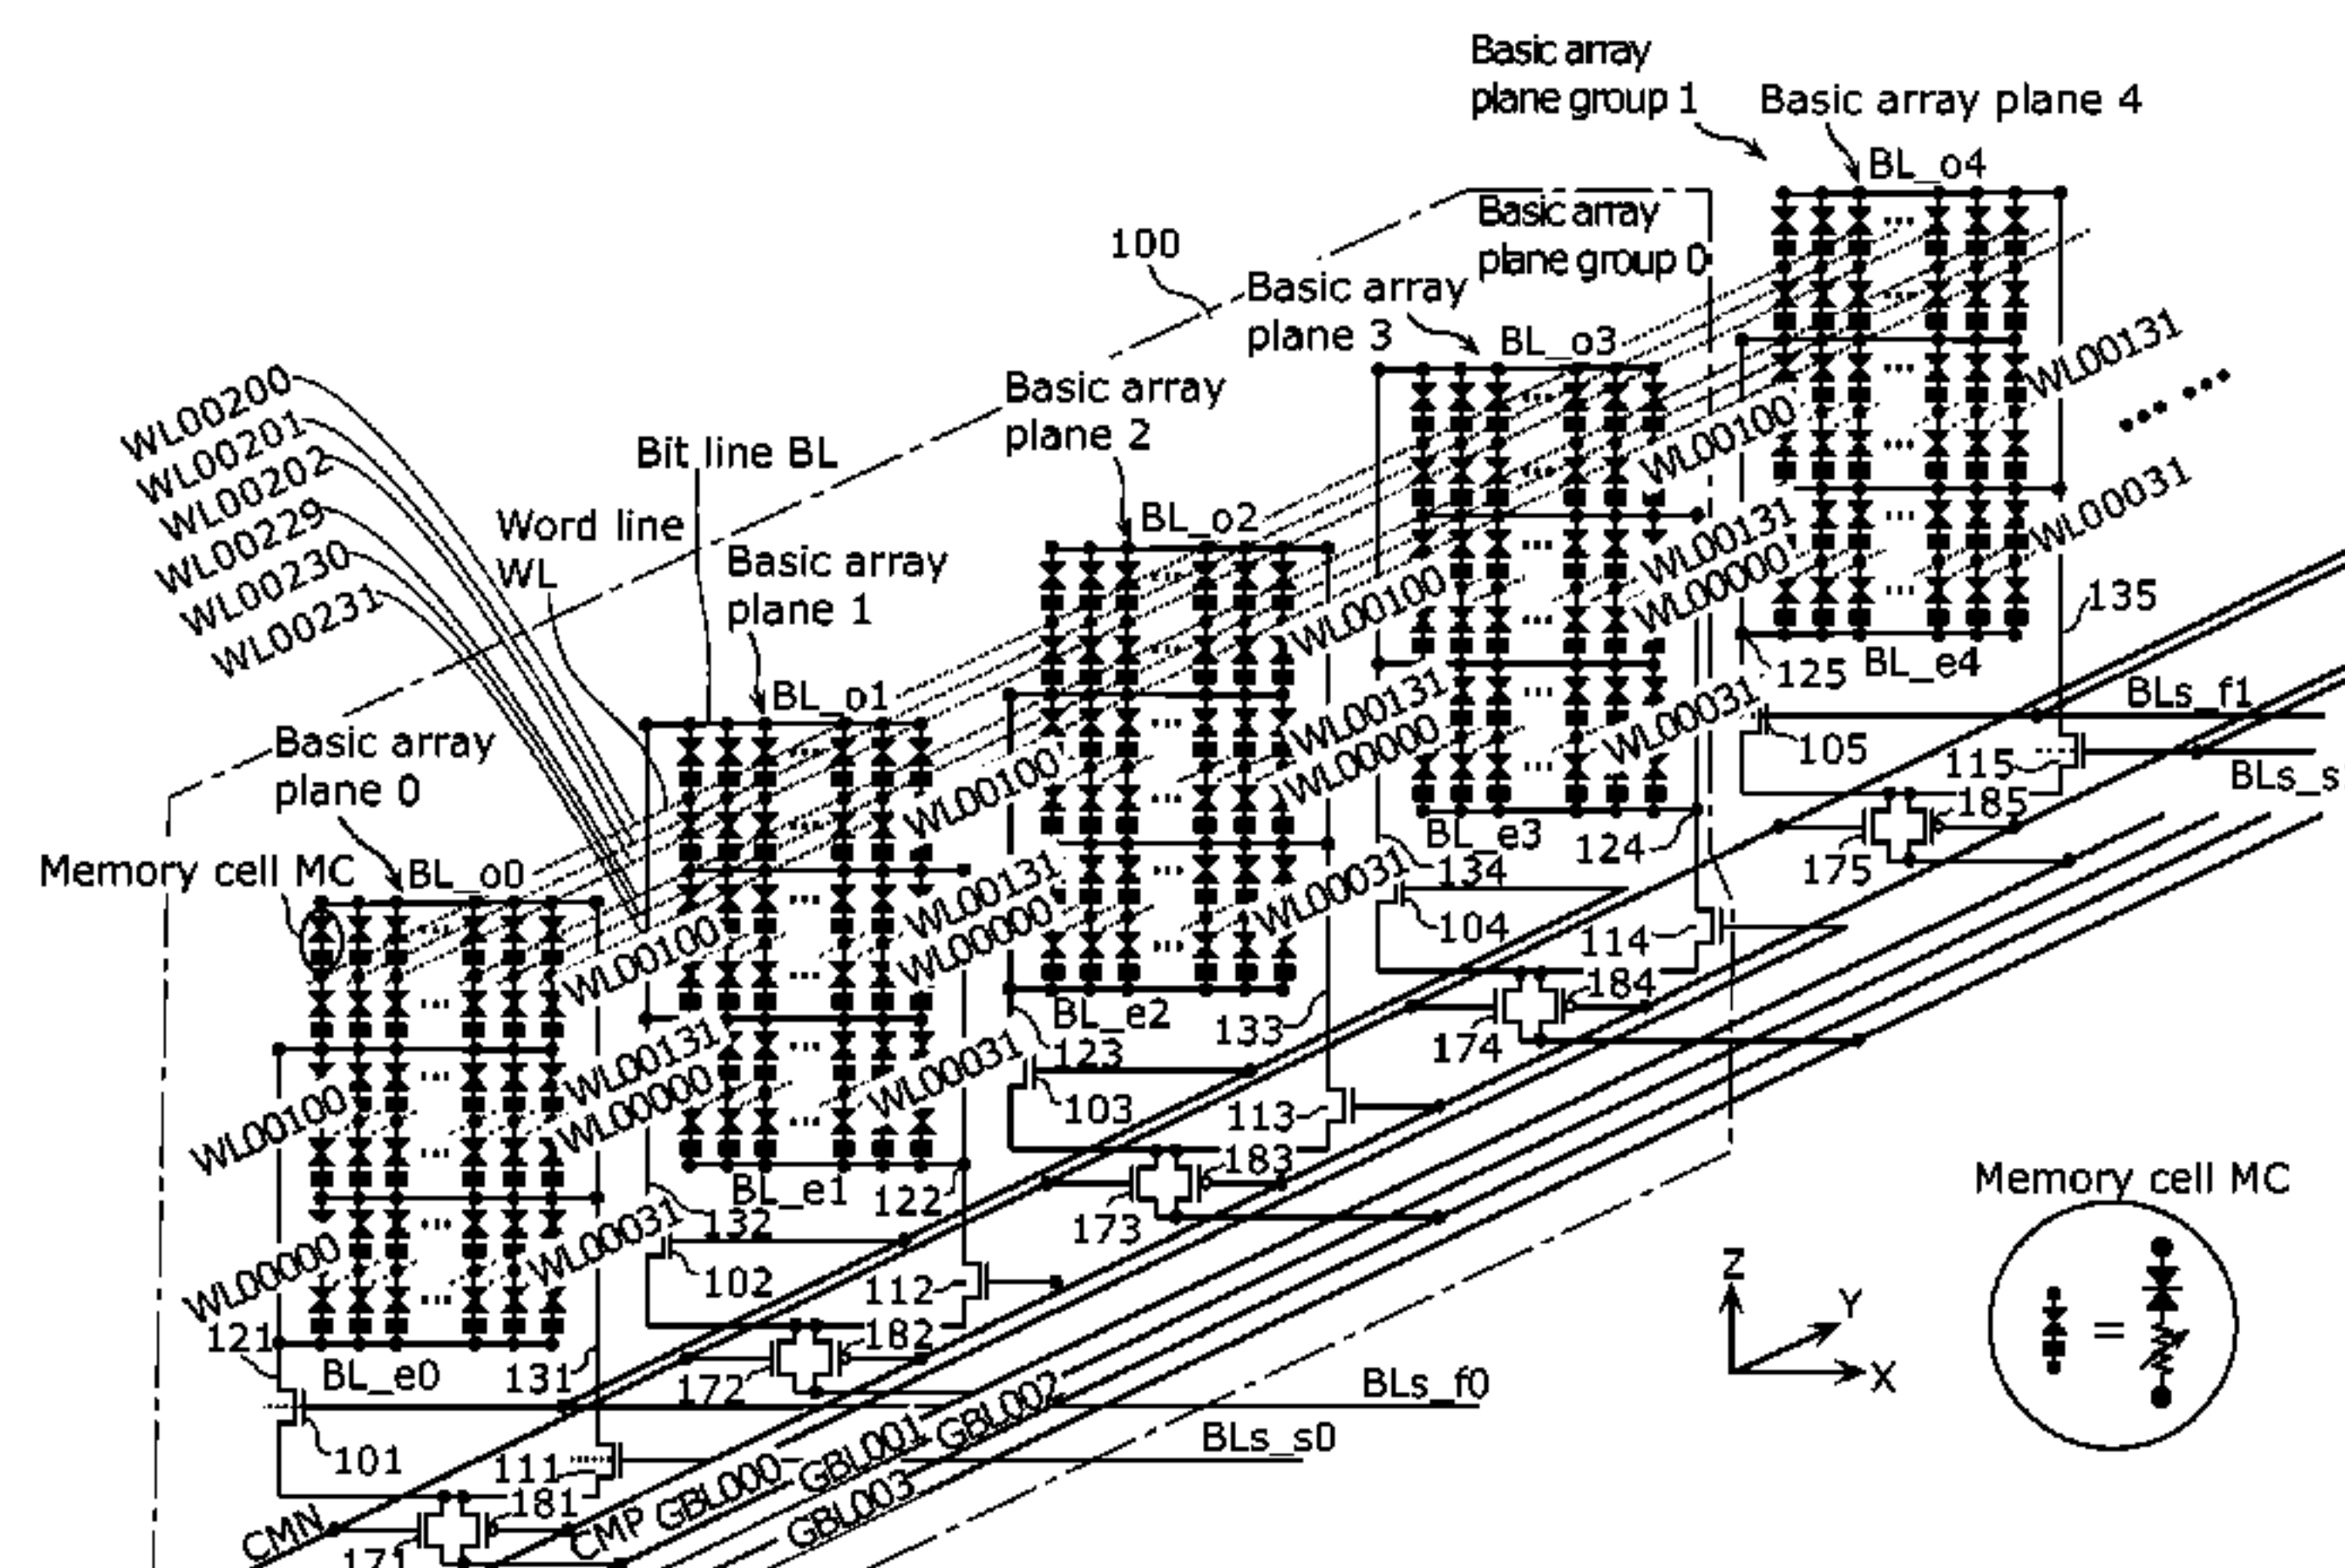 Basic array
plane group 1
Basic array plane 4
BL_o4
Basic array
plane group 0
100
Basic array
plane 3
BL_o3
WL00131
WL00100
WL00031
Basic array
plane 2
BL_o2
WL00131
WL00000
WL00200
WL00201
WL00202
WL00229
WL00230
WL00231
Bit line BL
Word line
WL
Basic array
plane 1
BL_o1
WL00100
WL00131
WL00000
WL00031
135
125
BL_e4
BLs_f1
105
115
BLs_s
185
175
Basic array
plane 0
BL_o0
Memory cell MC
WL00100
WL00131
WL00000
WL00031
BL_e3
124
134
104
114
184
174
WL00100
WL00131
WL00000
WL00031
BL_e2
133
123
103
113
183
173
WL00100
WL00000
WL00031
BL_e1
122
132
102
112
182
172
121
BL_e0
131
101
111
181
171
BLs_f0
BLs_s0
CMN
CMP
GBL000
GBL001
GBL002
GBL003
Memory cell MC
Z
Y
X
=